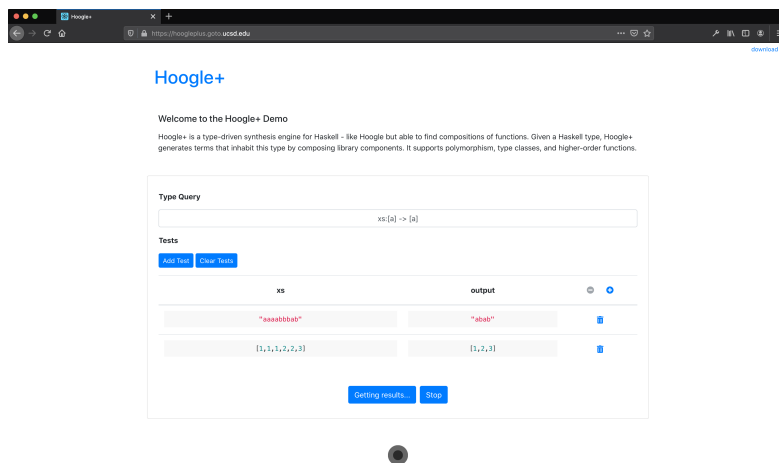 Hoogle+
https://hoogleplus.goto.ucsd.edu
download
Hoogle+
Welcome to the Hoogle+ Demo
Hoogle+ is a type-driven synthesis engine for Haskell - like Hoogle but able to find compositions of functions. Given a Haskell type, Hoogle+
generates terms that inhabit this type by composing library components. It supports polymorphism, type classes, and higher-order functions.
Type Query
xs:[a] -> [a]
Tests
Add Test Clear Tests
xs output
"aaaabbbab" "abab"
[1,1,1,2,2,3] [1,2,3]
Getting results... Stop